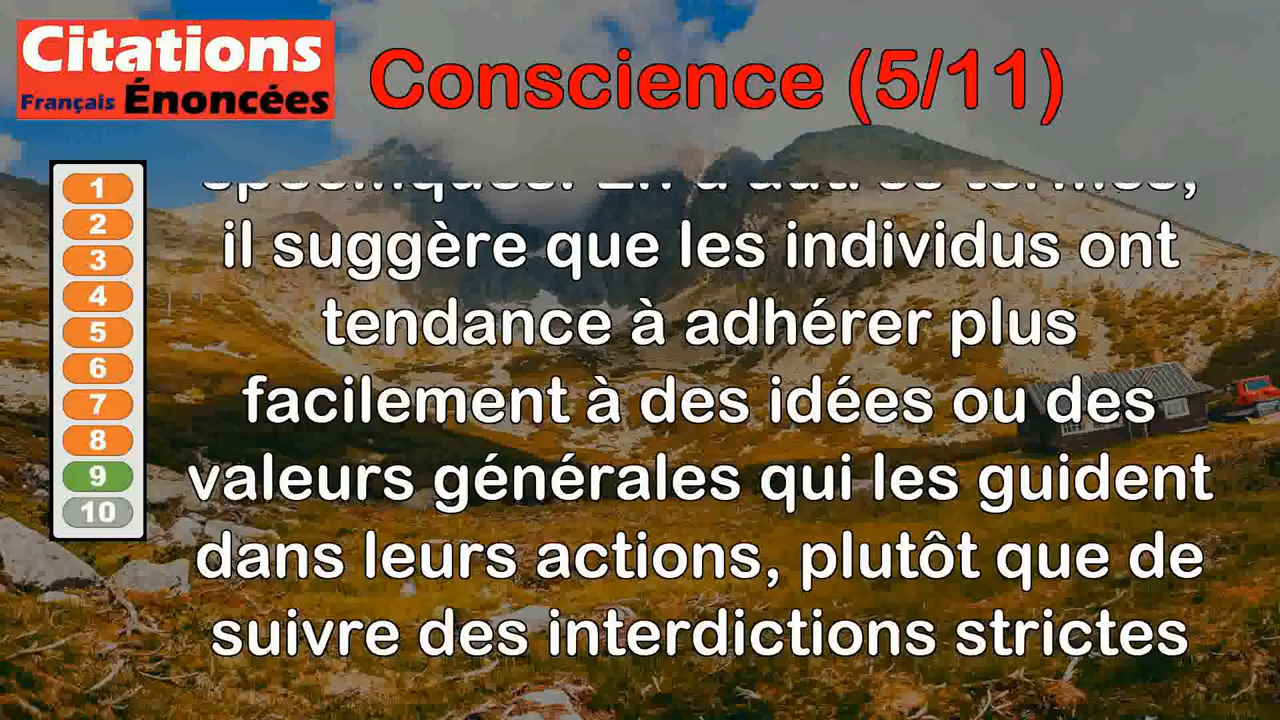 Citations
Français Énoncées
Conscience (5/11)
1
2
3
4
5
6
7
8
9
10
il suggère que les individus ont
tendance à adhérer plus
facilement à des idées ou des
valeurs générales qui les guident
dans leurs actions, plutôt que de
suivre des interdictions strictes